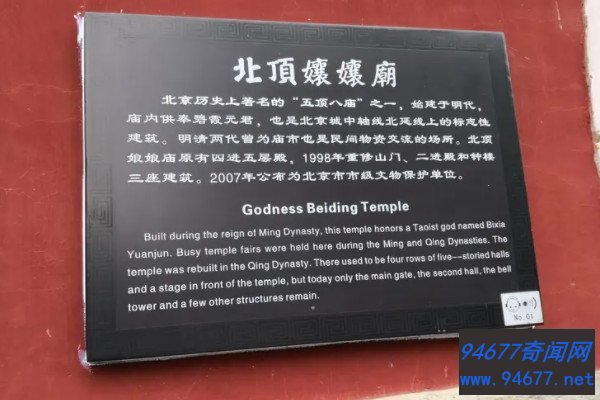 北頂孃孃廟
北京历史上著名的“五顶八庙”之一，始建于明代，
庙内供奉碧霞元君，也是北京城中轴线北延线上的标志性
建筑。明清两代曾为庙市也是民间物资交流的场所。北顶
娘娘庙原有四进五层殿，1998年重修山门、二进殿和钟楼
三座建筑。2007年公布为北京市市级文物保护单位。
Godness Beiding Temple
Built during the reign of Ming Dynasty, this temple honors a Taoist god named Bixia
Yuanjun. Busy temple fairs were held here during the Ming and Qing Dynasties. The
temple was rebuilt in the Qing Dynasty. There used to be four rows of five--storied halls
and a stage in front of the temple, but today only the main gate, the second hall, the bell
tower and a few other structures remain.
No.01
94677奇闻网
www.94677.net